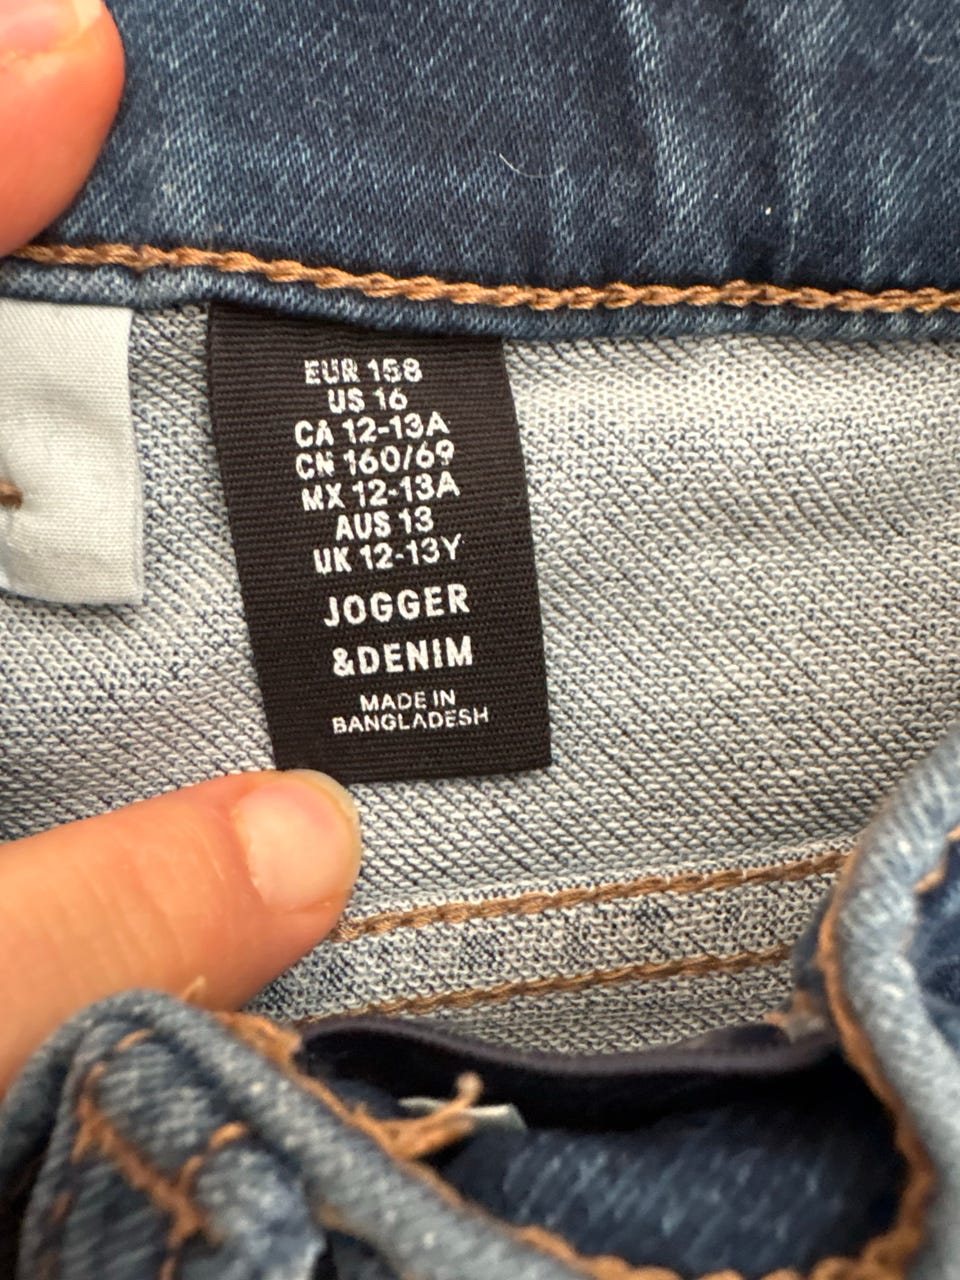 EUR 158
US 16
CA 12-13A
CN 160/69
MX 12-13A
AUS 13
UK 12-13Y
JOGGER
&DENIM
MADE IN
BANGLADESH